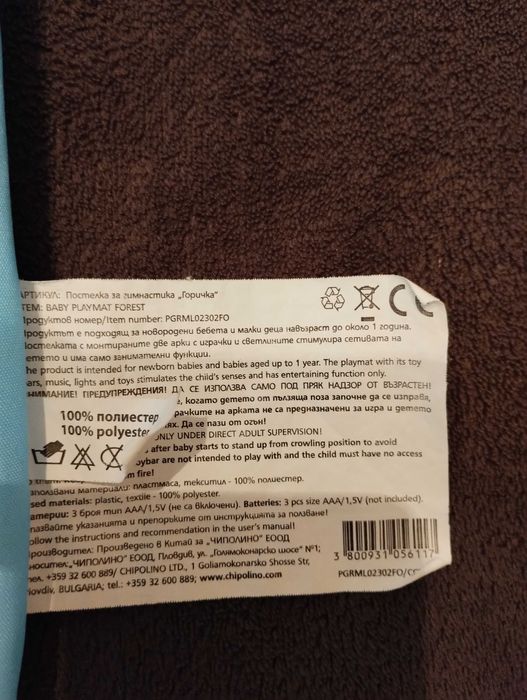 АРТИКУЛ: Постелка за гимнастика „Горичка“
ITEM: BABY PLAYMAT FOREST
Продуктов номер/Item number: PGRML02302FO
Продуктът е подходящ за новородени бебета и малки деца навъраст до около 1 година.
Постелката с монтираните две арки с играчки и светлините стимулира сетивата на
бебето и има само занимателни функции.
The product is intended for newborn babies and babies aged up to 1 year. The playmat with its toy
bars, music, lights and toys stimulates the child's senses and has entertaining function only.
ВНИМАНИЕ! ПРЕДУПРЕЖДЕНИЯ! ДА СЕ ИЗПОЛЗВА САМО ПОД ПРЯК НАДЗОР ОТ ВЪЗРАСТЕН!
когато детето от пълзяща поза започне да се изправя,
рачките на арката не са предназначени за игра и детето
тях. Да се пази от огън!
100% полиестер
100% polyester
ONLY UNDER DIRECT ADULT SUPERVISION!
after baby starts to stand up from crowling position to avoid
toybar are not intended to play with and the child must have no access
fire!
Използвани материали: пластмаса, текстил - 100% полиестер.
Used materials: plastic, textile - 100% polyester.
Батерии: 3 броя тип AAA/1,5V (не са включени). Batteries: 3 pcs size AAA/1,5V (not included).
Спазвайте указанията и препоръките от инструкцията за ползване!
Follow the instructions and recommendation in the user's manual!
Производител: Произведено в Китай за „ЧИПОЛИНО“ ЕООД
Вносител: „ЧИПОЛИНО“ ЕООД, Пловдив, ул. „Голямоконарско шосе“ №1;
тел. +359 32 600 889/ CHIPOLINO LTD., 1 Goliamokonarsko Shosse Str,
Plovdiv, BULGARIA; tel.: +359 32 600 889; www.chipolino.com
3 800931 056117
PGRML02302FO/
CE